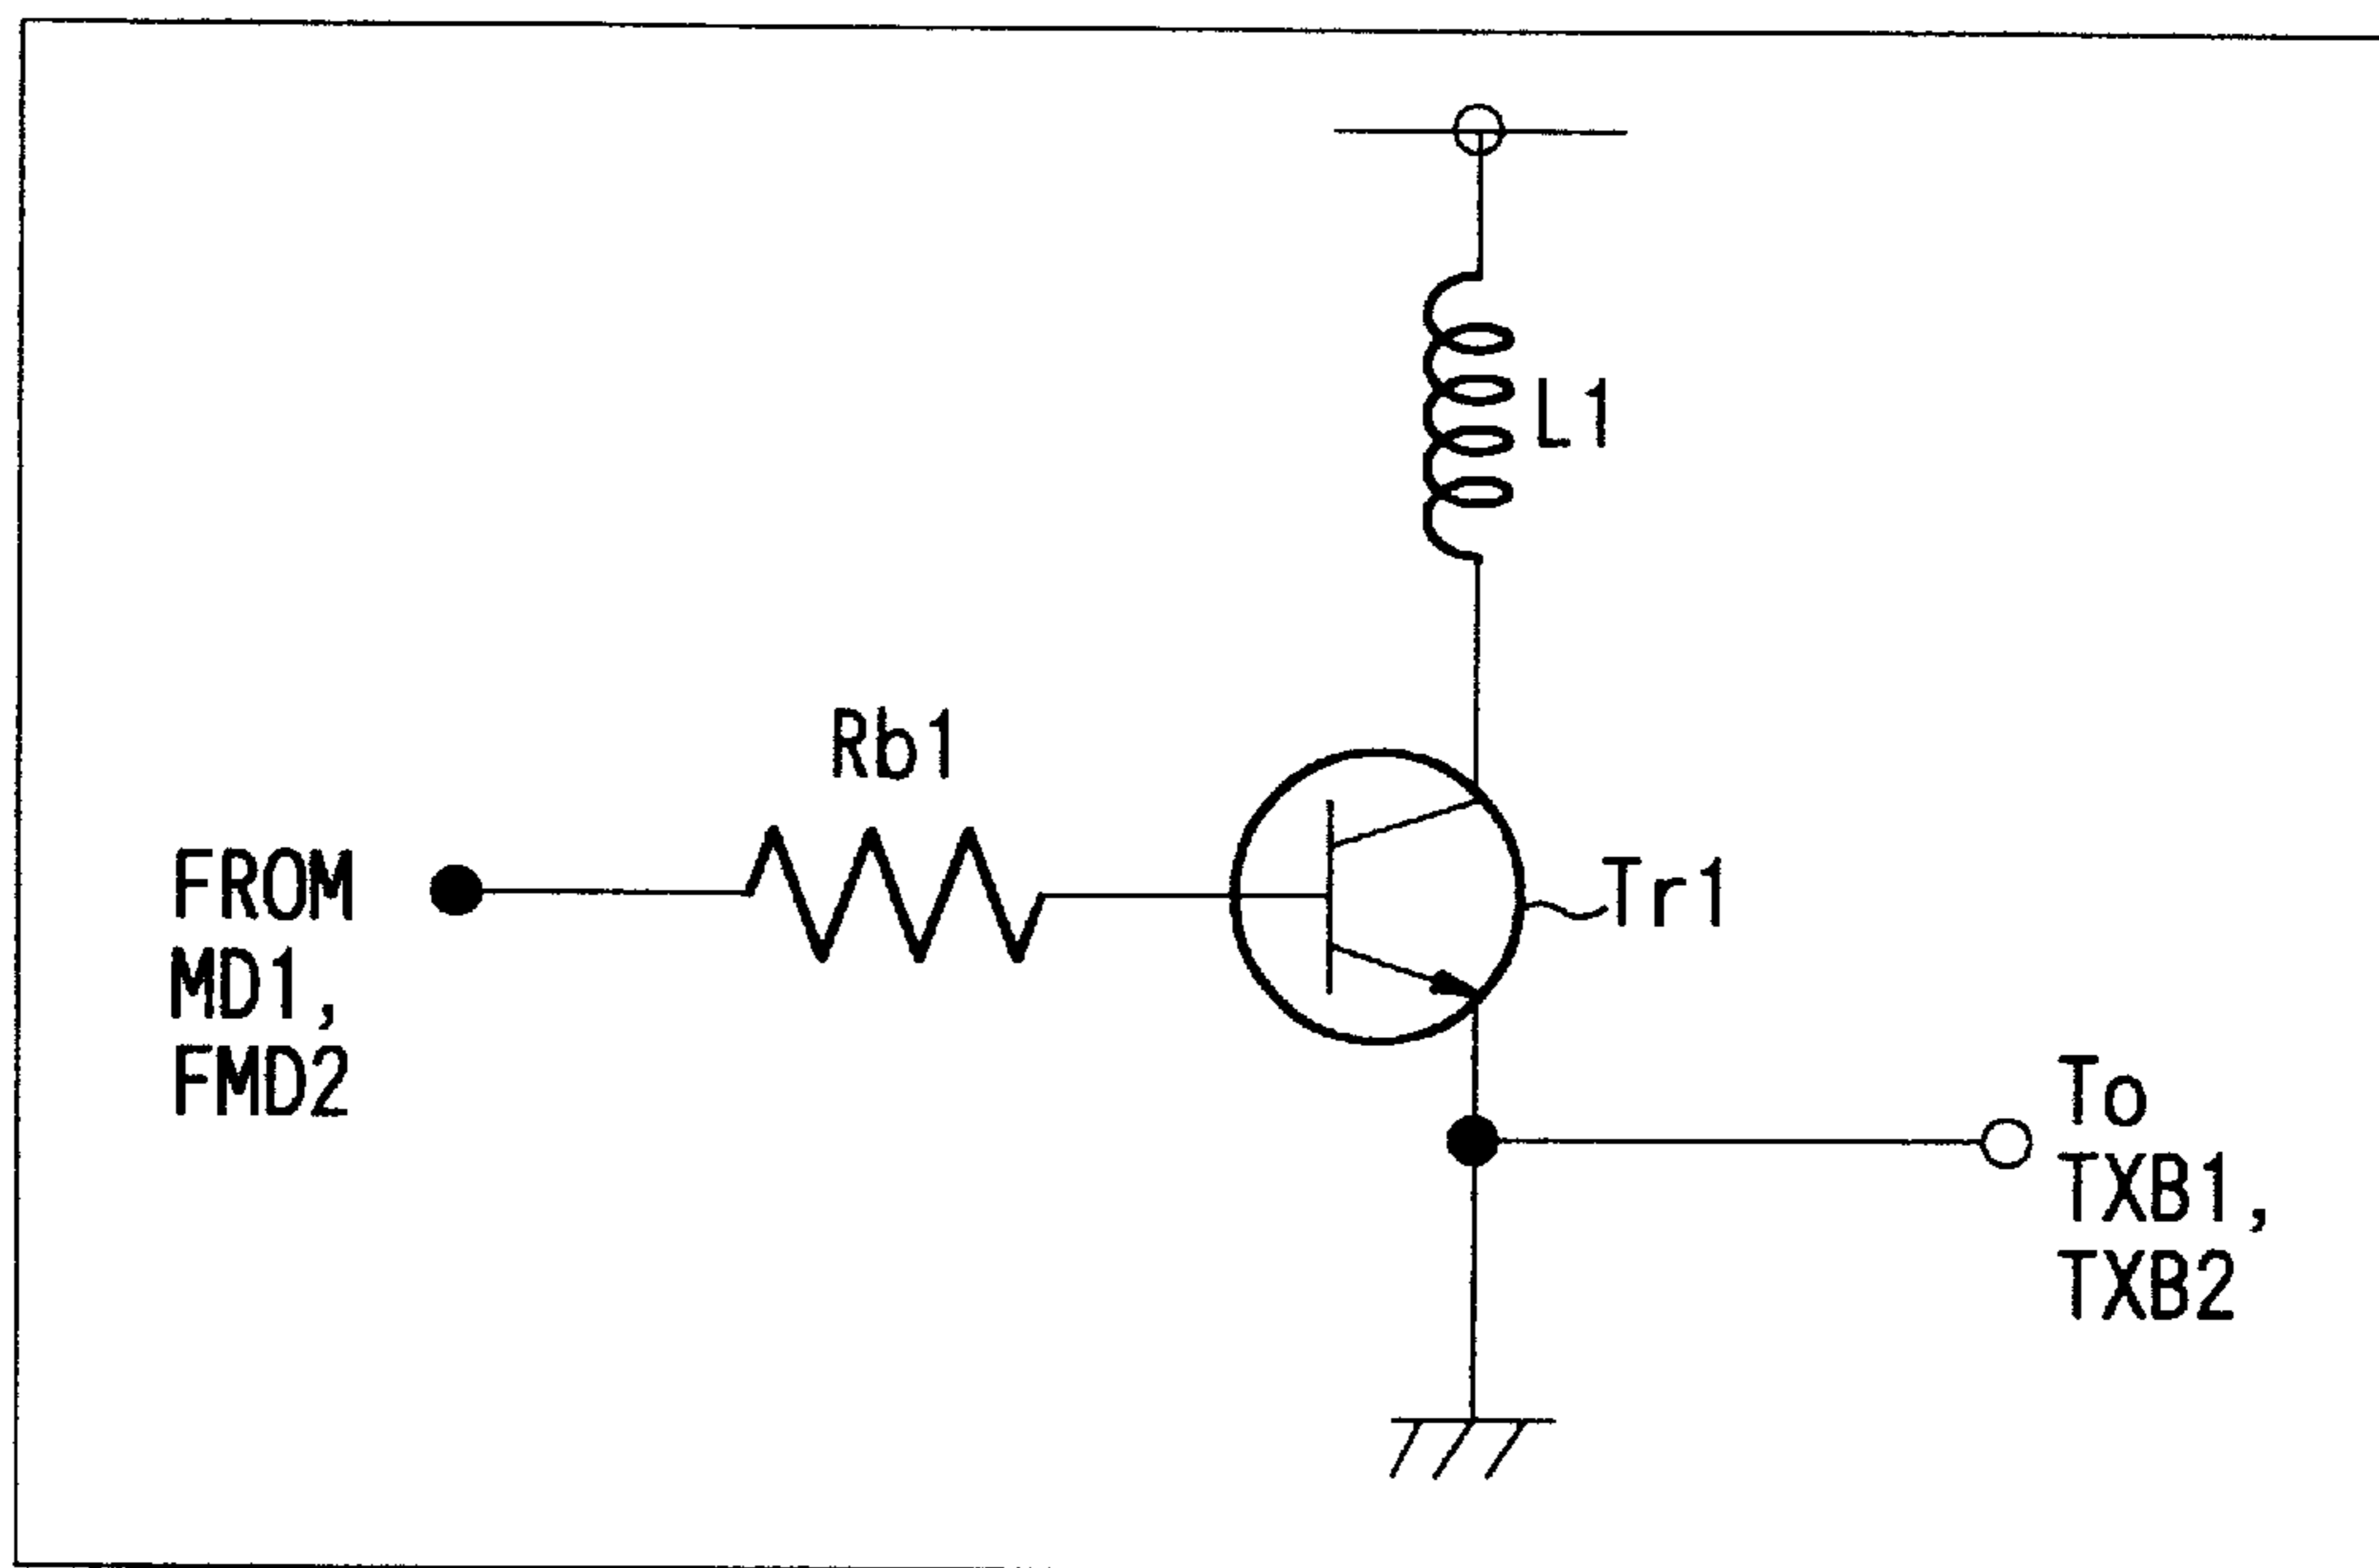 L1
Rb1
FROM
MD1,
FMD2
Tr1
To
TXB1,
TXB2